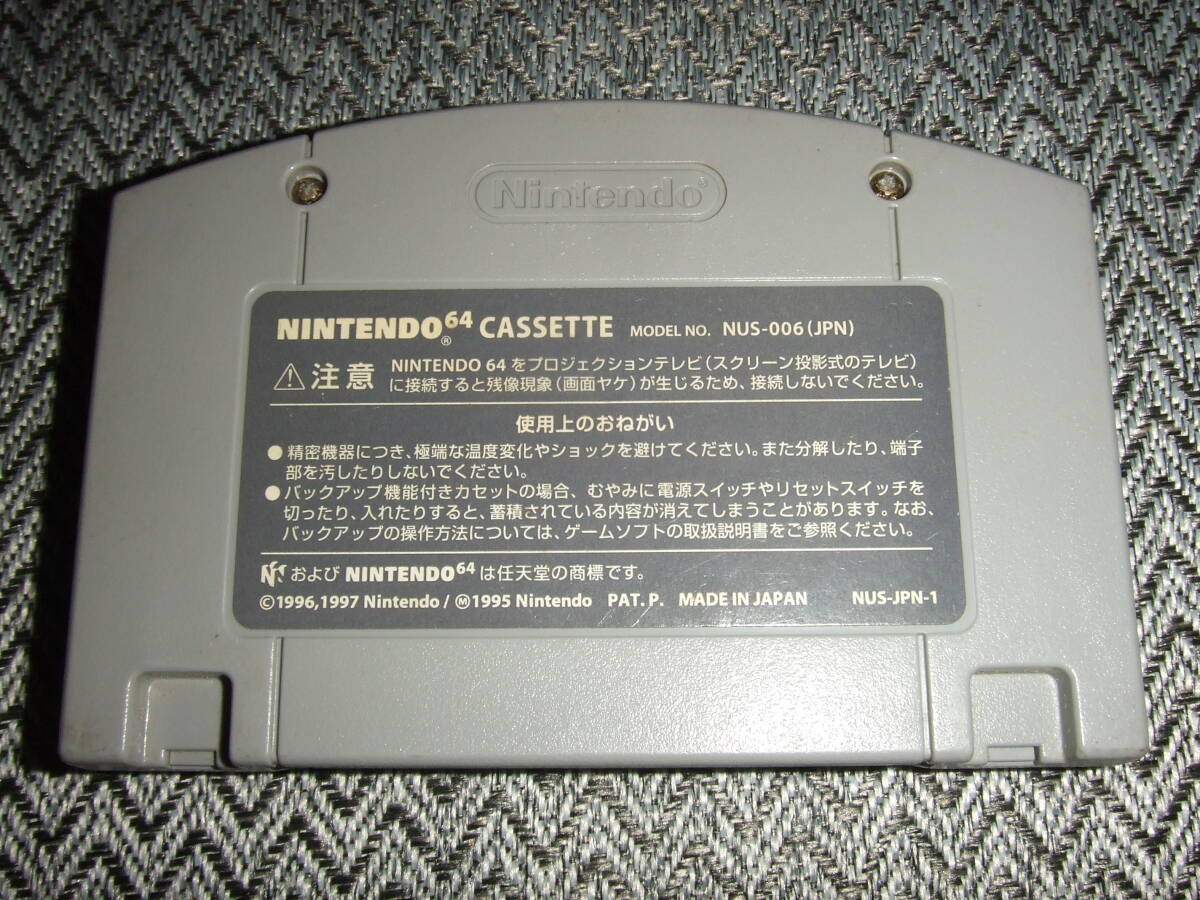 Nintendo®
NINTENDO⁶⁴® CASSETTE MODEL NO. NUS-006(JPN)
⚠注意 NINTENDO 64をプロジェクションテレビ(スクリーン投影式のテレビ)
に接続すると残像現象(画面ヤケ)が生じるため、接続しないでください。
使用上のおねがい
●精密機器につき、極端な温度変化やショックを避けてください。また分解したり、端子
部を汚したりしないでください。
●バックアップ機能付きカセットの場合、むやみに電源スイッチやリセットスイッチを
切ったり、入れたりすると、蓄積されている内容が消えてしまうことがあります。なお、
バックアップの操作方法については、ゲームソフトの取扱説明書をご参照ください。
および NINTENDO⁶⁴ は任天堂の商標です。
©1996,1997 Nintendo / Ⓜ1995 Nintendo PAT.P. MADE IN JAPAN NUS-JPN-1